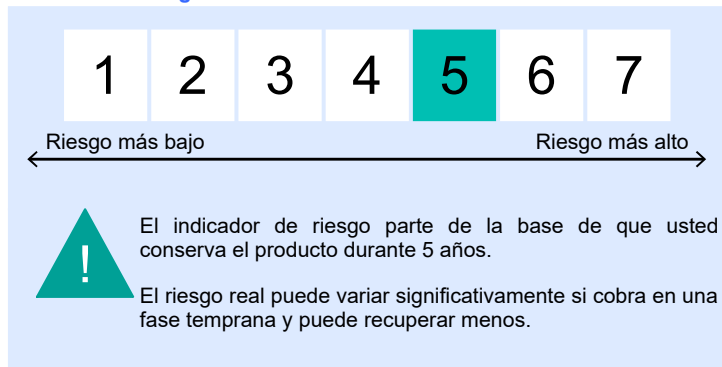 1 2 3 4 5 6 7
Riesgo más bajo Riesgo más alto
El indicador de riesgo parte de la base de que usted
conserva el producto durante 5 años.
!
El riesgo real puede variar significativamente si cobra en una
fase temprana y puede recuperar menos.